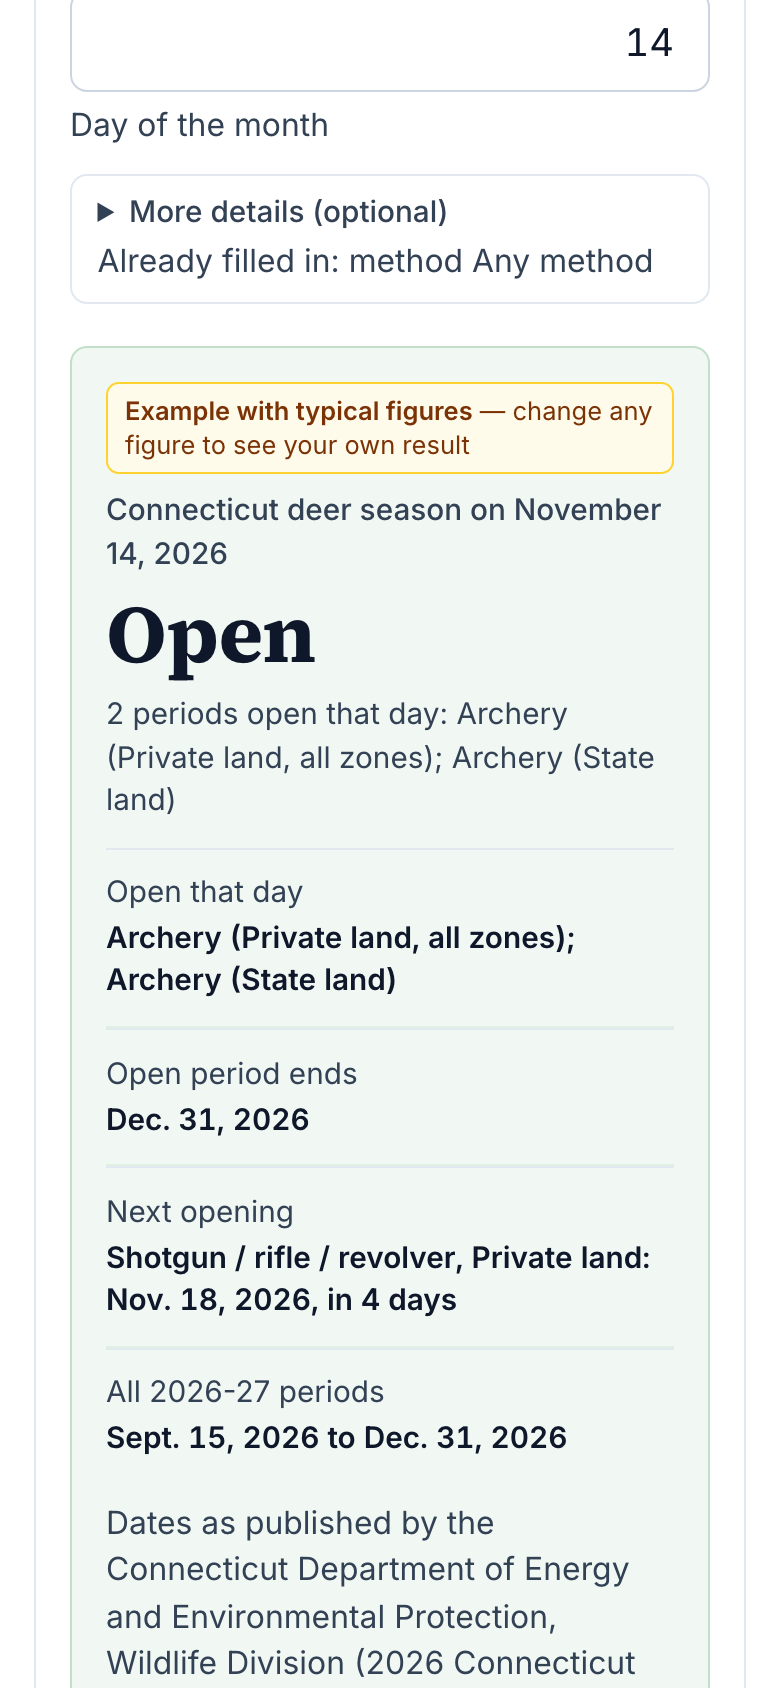 14
Day of the month
▶ More details (optional)
Already filled in: method Any method
Example with typical figures — change any
figure to see your own result
Connecticut deer season on November
14, 2026
Open
2 periods open that day: Archery
(Private land, all zones); Archery (State
land)
Open that day
Archery (Private land, all zones);
Archery (State land)
Open period ends
Dec. 31, 2026
Next opening
Shotgun / rifle / revolver, Private land:
Nov. 18, 2026, in 4 days
All 2026-27 periods
Sept. 15, 2026 to Dec. 31, 2026
Dates as published by the
Connecticut Department of Energy
and Environmental Protection,
Wildlife Division (2026 Connecticut